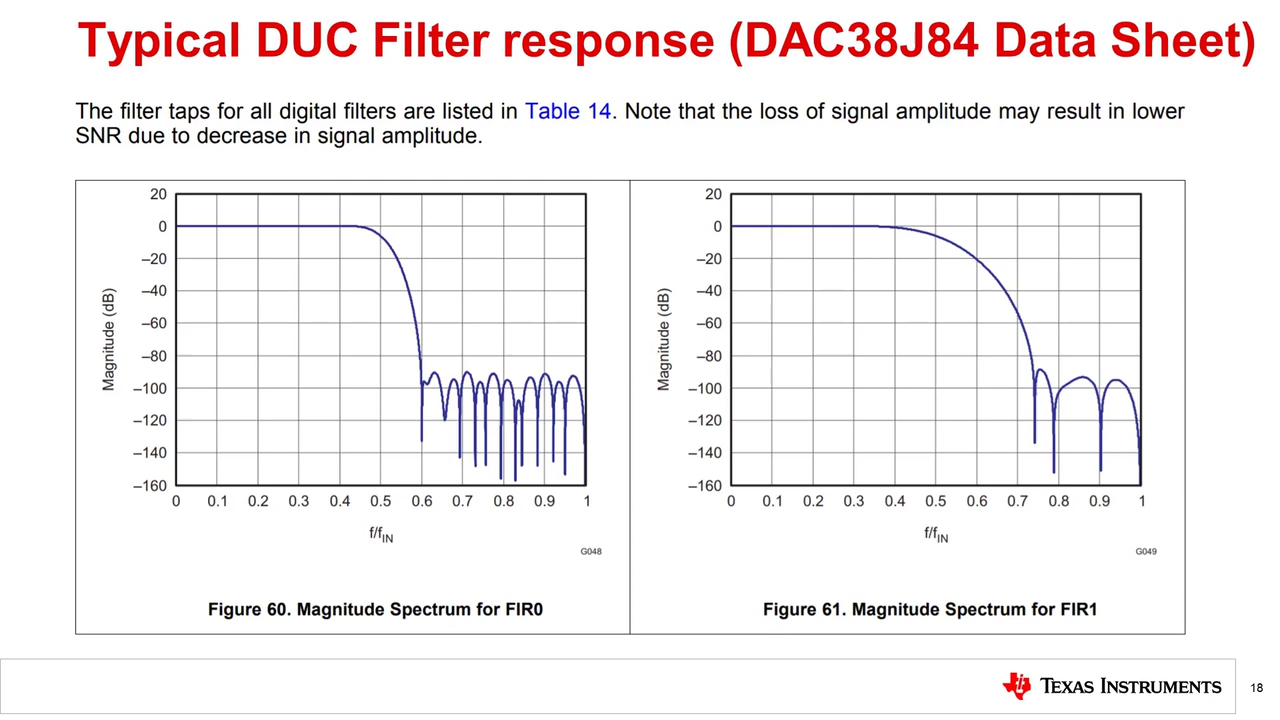 Typical DUC Filter response (DAC38J84 Data Sheet)
The filter taps for all digital filters are listed in Table 14. Note that the loss of signal amplitude may result in lower
SNR due to decrease in signal amplitude.
20
0
–20
–40
–60
–80
–100
–120
–140
–160
Magnitude (dB)
0 0.1 0.2 0.3 0.4 0.5 0.6 0.7 0.8 0.9 1
f/fIN
G048
Figure 60. Magnitude Spectrum for FIR0
20
0
–20
–40
–60
–80
–100
–120
–140
–160
Magnitude (dB)
0 0.1 0.2 0.3 0.4 0.5 0.6 0.7 0.8 0.9 1
f/fIN
G049
Figure 61. Magnitude Spectrum for FIR1
TEXAS INSTRUMENTS
18